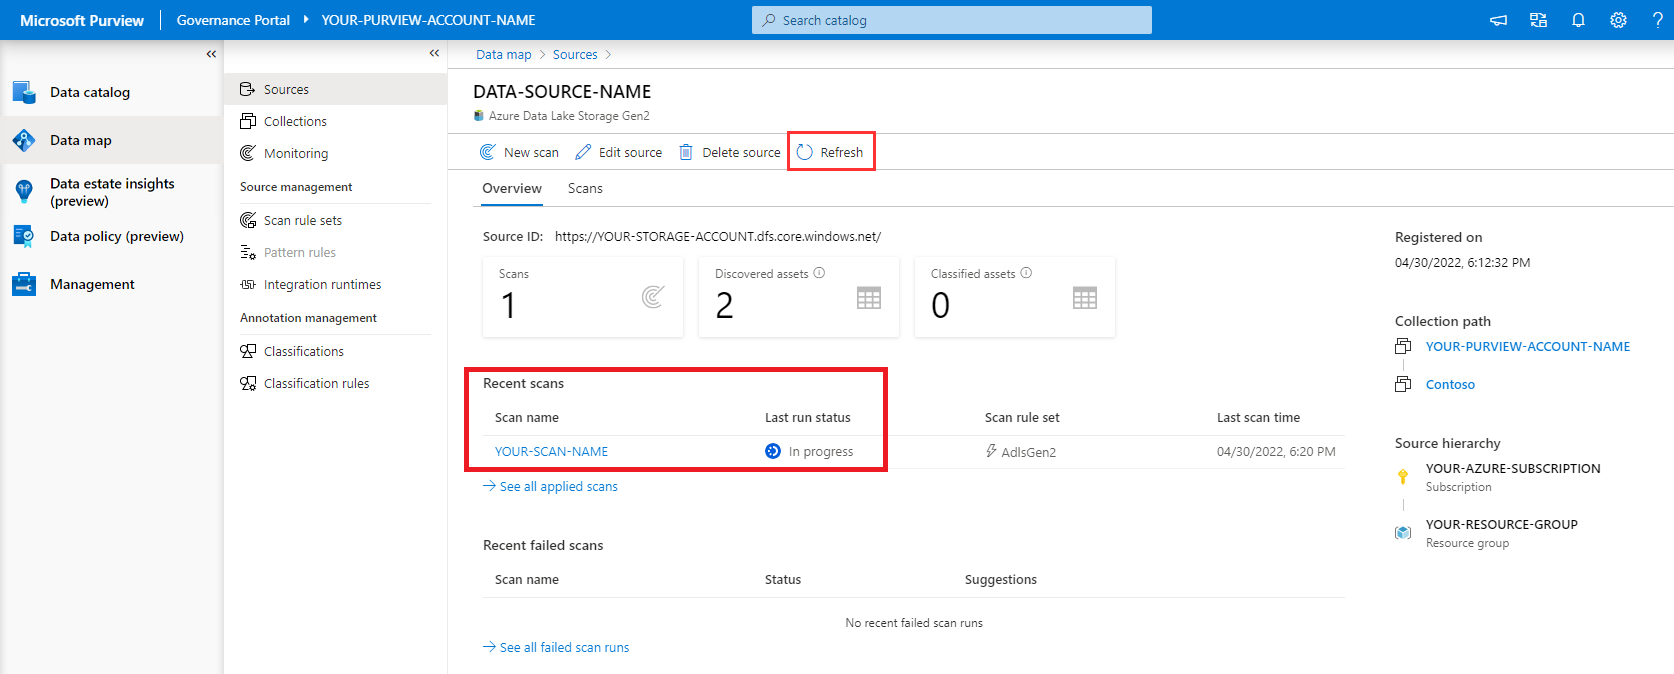 Microsoft Purview Governance Portal YOUR-PURVIEW-ACCOUNT-NAME Search catalog ?
Data catalog
Data map
Data estate insights
(preview)
Data policy (preview)
Management
Sources
Collections
Monitoring
Source management
Scan rule sets
Pattern rules
Integration runtimes
Annotation management
Classifications
Classification rules
Data map > Sources >
DATA-SOURCE-NAME
Azure Data Lake Storage Gen2
New scan Edit source Delete source Refresh
Overview Scans
Source ID: https://YOUR-STORAGE-ACCOUNT.dfs.core.windows.net/
Scans
1
Discovered assets
2
Classified assets
0
Recent scans
Scan name Last run status Scan rule set Last scan time
YOUR-SCAN-NAME In progress AdlsGen2 04/30/2022, 6:20 PM
See all applied scans
Recent failed scans
Scan name Status Suggestions
No recent failed scan runs
See all failed scan runs
Registered on
04/30/2022, 6:12:32 PM
Collection path
YOUR-PURVIEW-ACCOUNT-NAME
Contoso
Source hierarchy
YOUR-AZURE-SUBSCRIPTION
Subscription
YOUR-RESOURCE-GROUP
Resource group